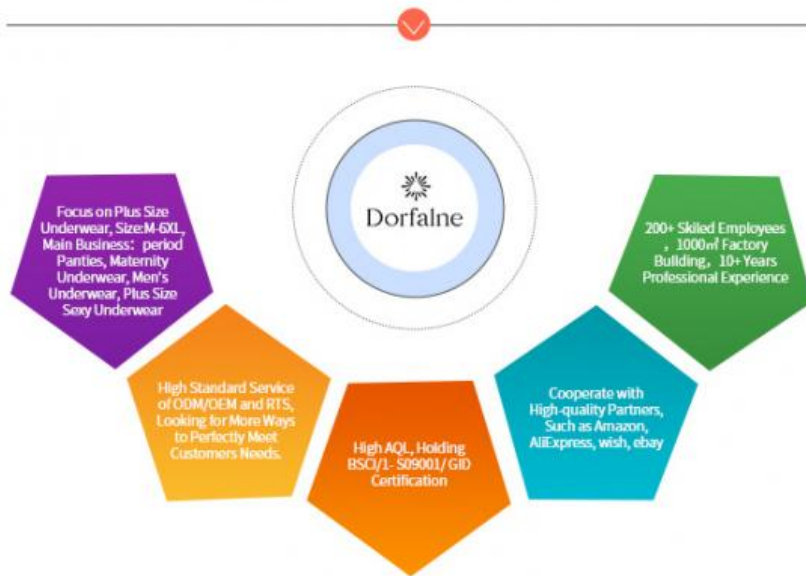 Dorfalne
Focus on Plus Size
Underwear, Size:M-6XL,
Main Business： period
Panties, Maternity
Underwear, Men's
Underwear, Plus Size
Sexy Underwear
High Standard Service
of ODM/OEM and RTS,
Looking for More Ways
to Perfectly Meet
Customers Needs.
High AQL, Holding
BSCI/1- S09001/ GID
Certification
Cooperate with
High-quality Partners,
Such as Amazon,
AliExpress, wish, ebay
200+ Skiled Employees
，1000㎡ Factory
Building，10+ Years
Professional Experience